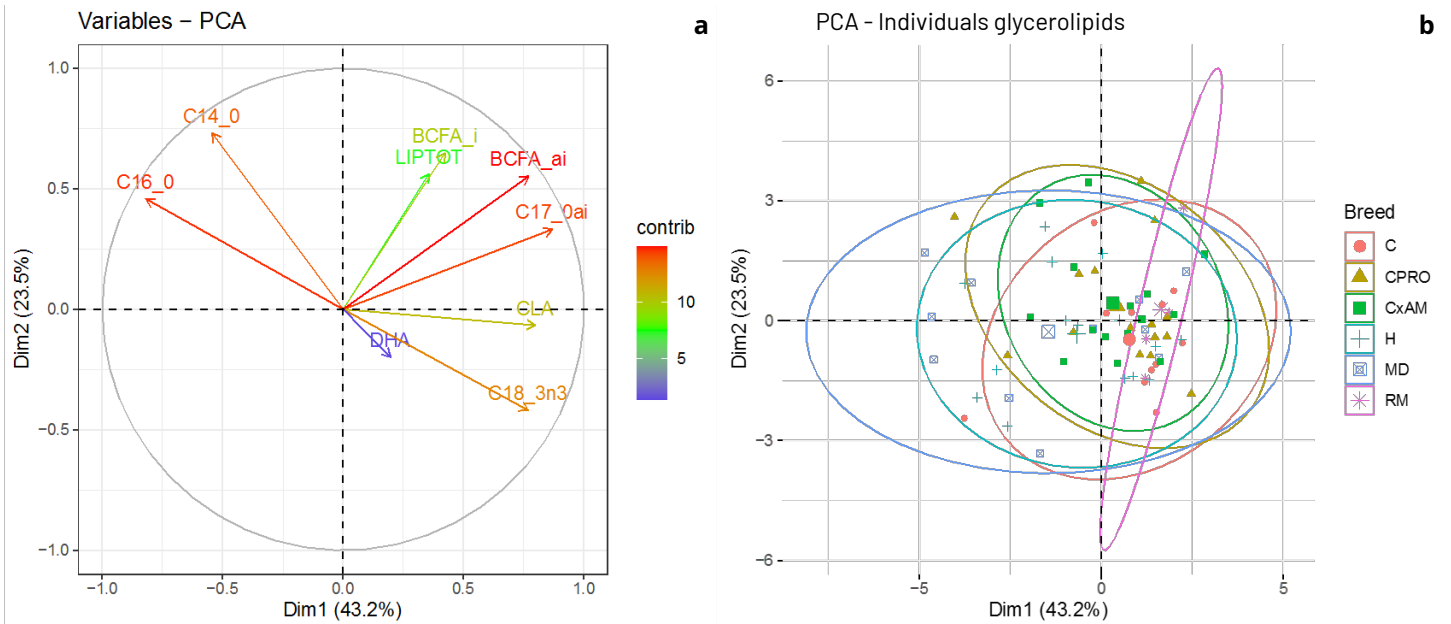 Variables – PCA
a
1.0
0.5
0.0
−0.5
−1.0
Dim2 (23.5%)
C14_0
C16_0
BCFA_i
LIPTOT
BCFA_ai
C17_0ai
CLA
DHA
C18_3n3
−1.0
−0.5
0.0
0.5
1.0
Dim1 (43.2%)
contrib
10
5
PCA - Individuals glycerolipids
b
6
3
0
−3
−6
Dim2 (23.5%)
−5
0
5
Dim1 (43.2%)
Breed
C
CPRO
CxAM
H
MD
RM